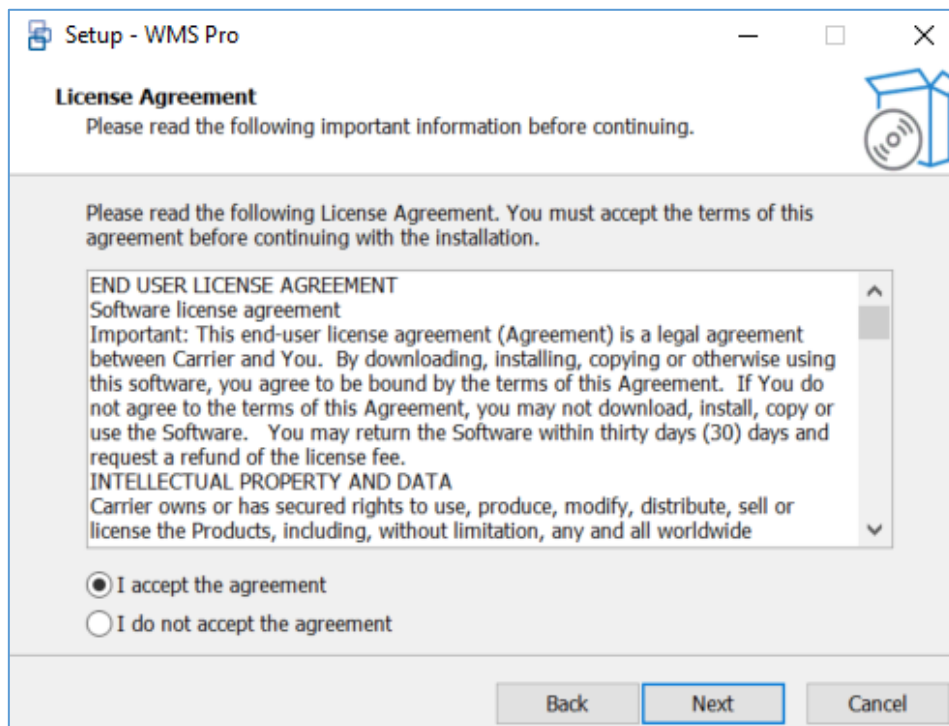 Setup - WMS Pro
License Agreement
Please read the following important information before continuing.
Please read the following License Agreement. You must accept the terms of this
agreement before continuing with the installation.
END USER LICENSE AGREEMENT
Software license agreement
Important: This end-user license agreement (Agreement) is a legal agreement
between Carrier and You.  By downloading, installing, copying or otherwise using
this software, you agree to be bound by the terms of this Agreement.  If You do
not agree to the terms of this Agreement, you may not download, install, copy or
use the Software.   You may return the Software within thirty days (30) days and
request a refund of the license fee.
INTELLECTUAL PROPERTY AND DATA
Carrier owns or has secured rights to use, produce, modify, distribute, sell or
license the Products, including, without limitation, any and all worldwide
I accept the agreement
I do not accept the agreement
Back Next Cancel